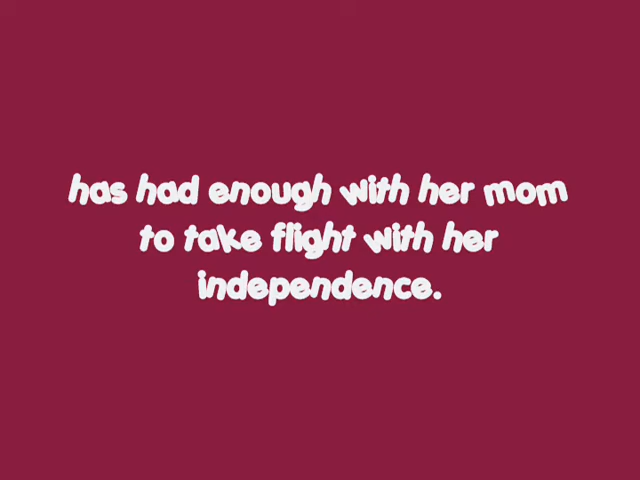 has had enough with her mom
to take flight with her
independence.